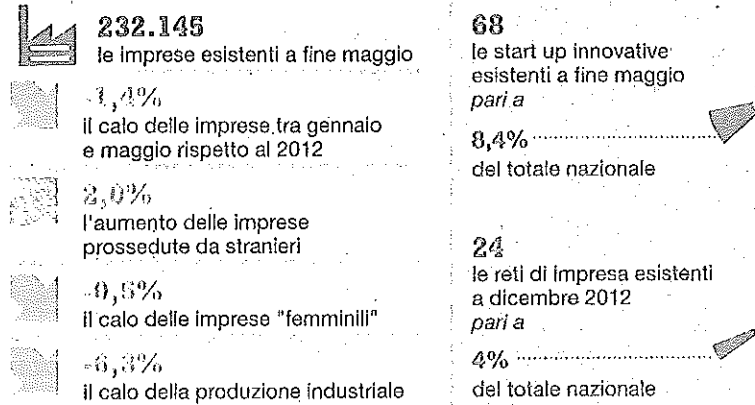 232.145
le imprese esistenti a fine maggio
-1,4%
il calo delle imprese tra gennaio
e maggio rispetto al 2012
2,0%
l'aumento delle imprese
prossedute da stranieri
-0,5%
il calo delle imprese "femminili"
-6,3%
il calo della produzione industriale
68
le start up innovative
esistenti a fine maggio
pari a
8,4%
del totale nazionale
24
le reti di impresa esistenti
a dicembre 2012
pari a
4%
del totale nazionale